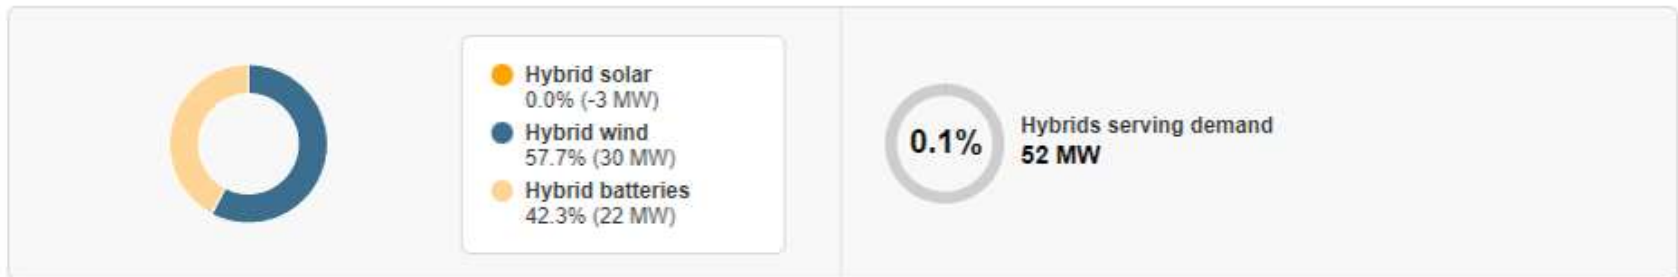 Hybrid solar
0.0% (-3 MW)
Hybrid wind
57.7% (30 MW)
Hybrid batteries
42.3% (22 MW)
0.1%
Hybrids serving demand
52 MW